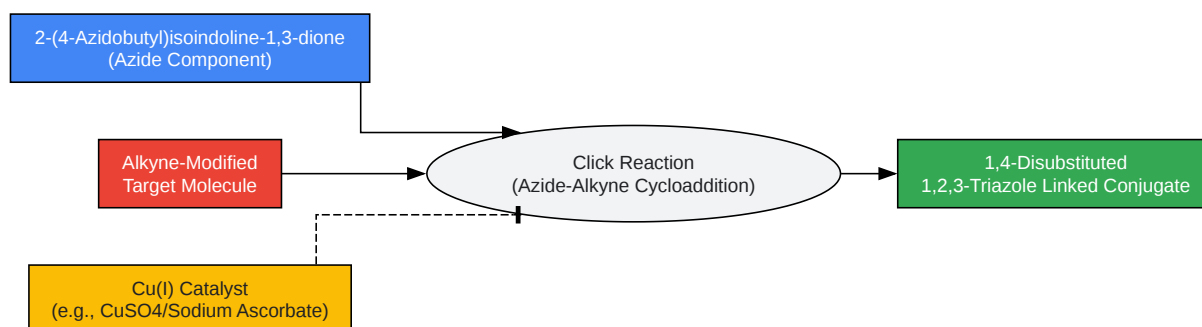 2-(4-Azidobutyl)isoindoline-1,3-dione
(Azide Component)
Alkyne-Modified
Target Molecule
Click Reaction
(Azide-Alkyne Cycloaddition)
1,4-Disubstituted
1,2,3-Triazole Linked Conjugate
Cu(I) Catalyst
(e.g., CuSO4/Sodium Ascorbate)